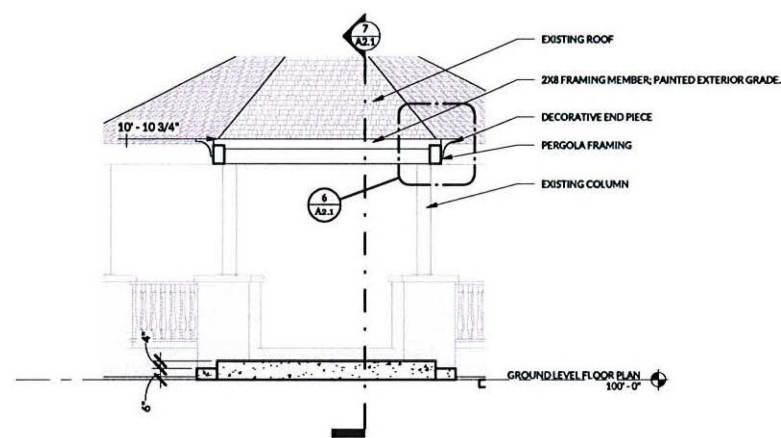 7
A2.1
EXISTING ROOF
2X8 FRAMING MEMBER; PAINTED EXTERIOR GRADE.
DECORATIVE END PIECE
10' - 10 3/4"
PERGOLA FRAMING
EXISTING COLUMN
6
A2.1
4"
6"
GROUND LEVEL FLOOR PLAN
100' - 0"